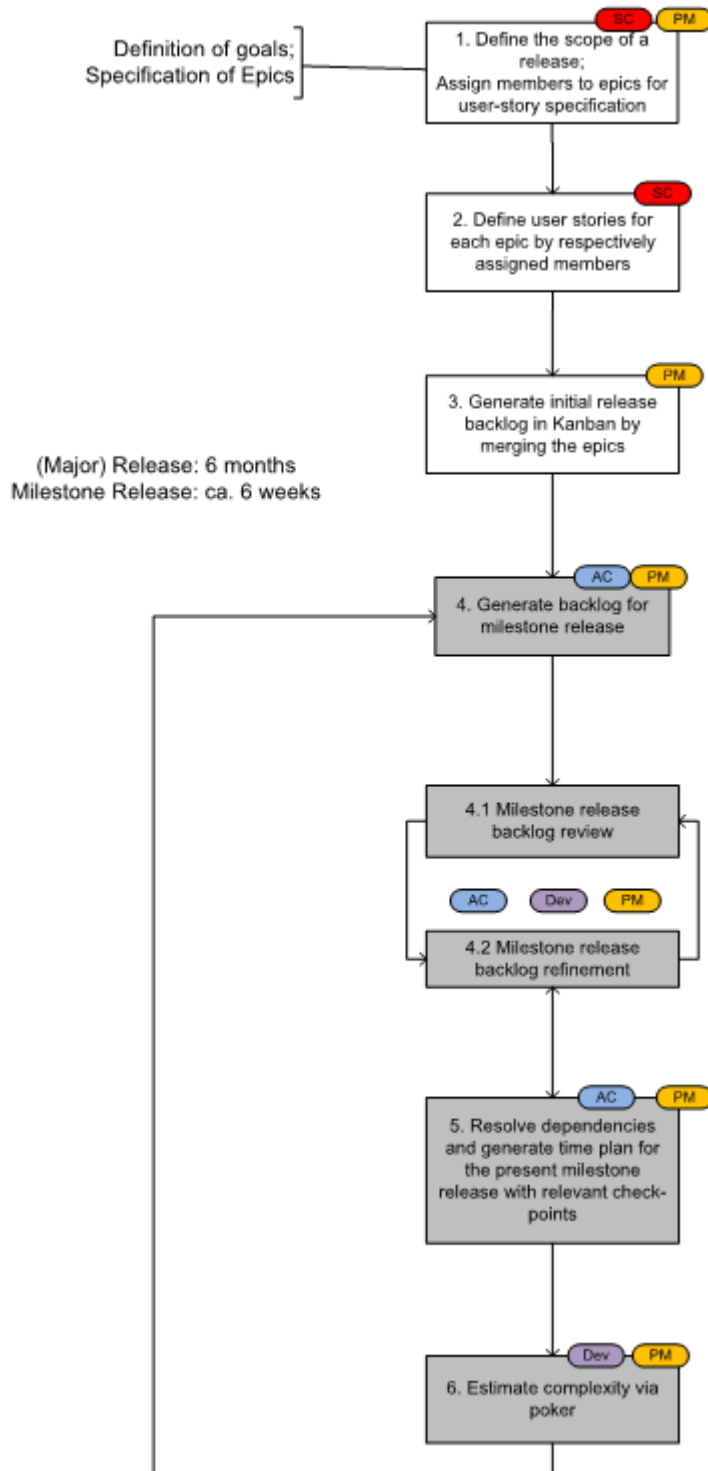 SC
PM
Definition of goals;
Specification of Epics
1. Define the scope of a
release;
Assign members to epics for
user-story specification
SC
2. Define user stories for
each epic by respectively
assigned members
PM
3. Generate initial release
backlog in Kanban by
merging the epics
(Major) Release: 6 months
Milestone Release: ca. 6 weeks
AC
PM
4. Generate backlog for
milestone release
4.1 Milestone release
backlog review
AC
Dev
PM
4.2 Milestone release
backlog refinement
AC
PM
5. Resolve dependencies
and generate time plan for
the present milestone
release with relevant check-
points
Dev
PM
6. Estimate complexity via
poker